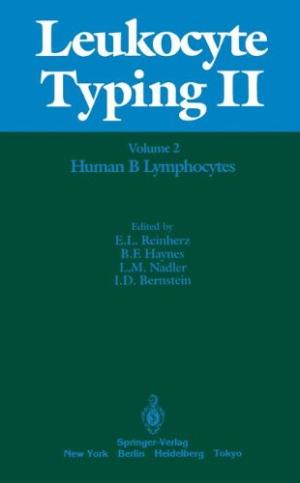 Leukocyte
Typing II
Volume 2
Human B Lymphocytes
Edited by
E.L. Reinherz
B.F. Haynes
L.M. Nadler
I.D. Bernstein
Springer-Verlag
New York Berlin Heidelberg Tokyo